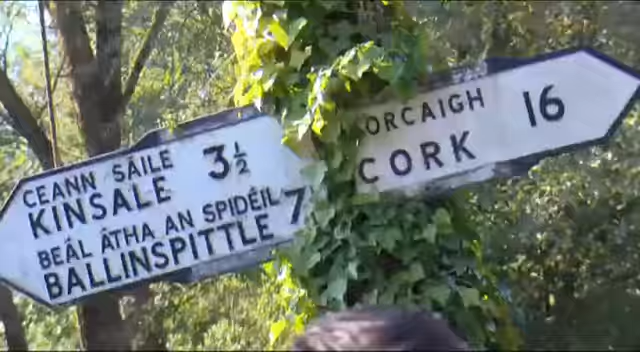 CEANN SÁILE
KINSALE 3½
BEÁL ÁTHA AN SPIDÉIL
BALLINSPITTLE 7
ORCAIGH
CORK 16